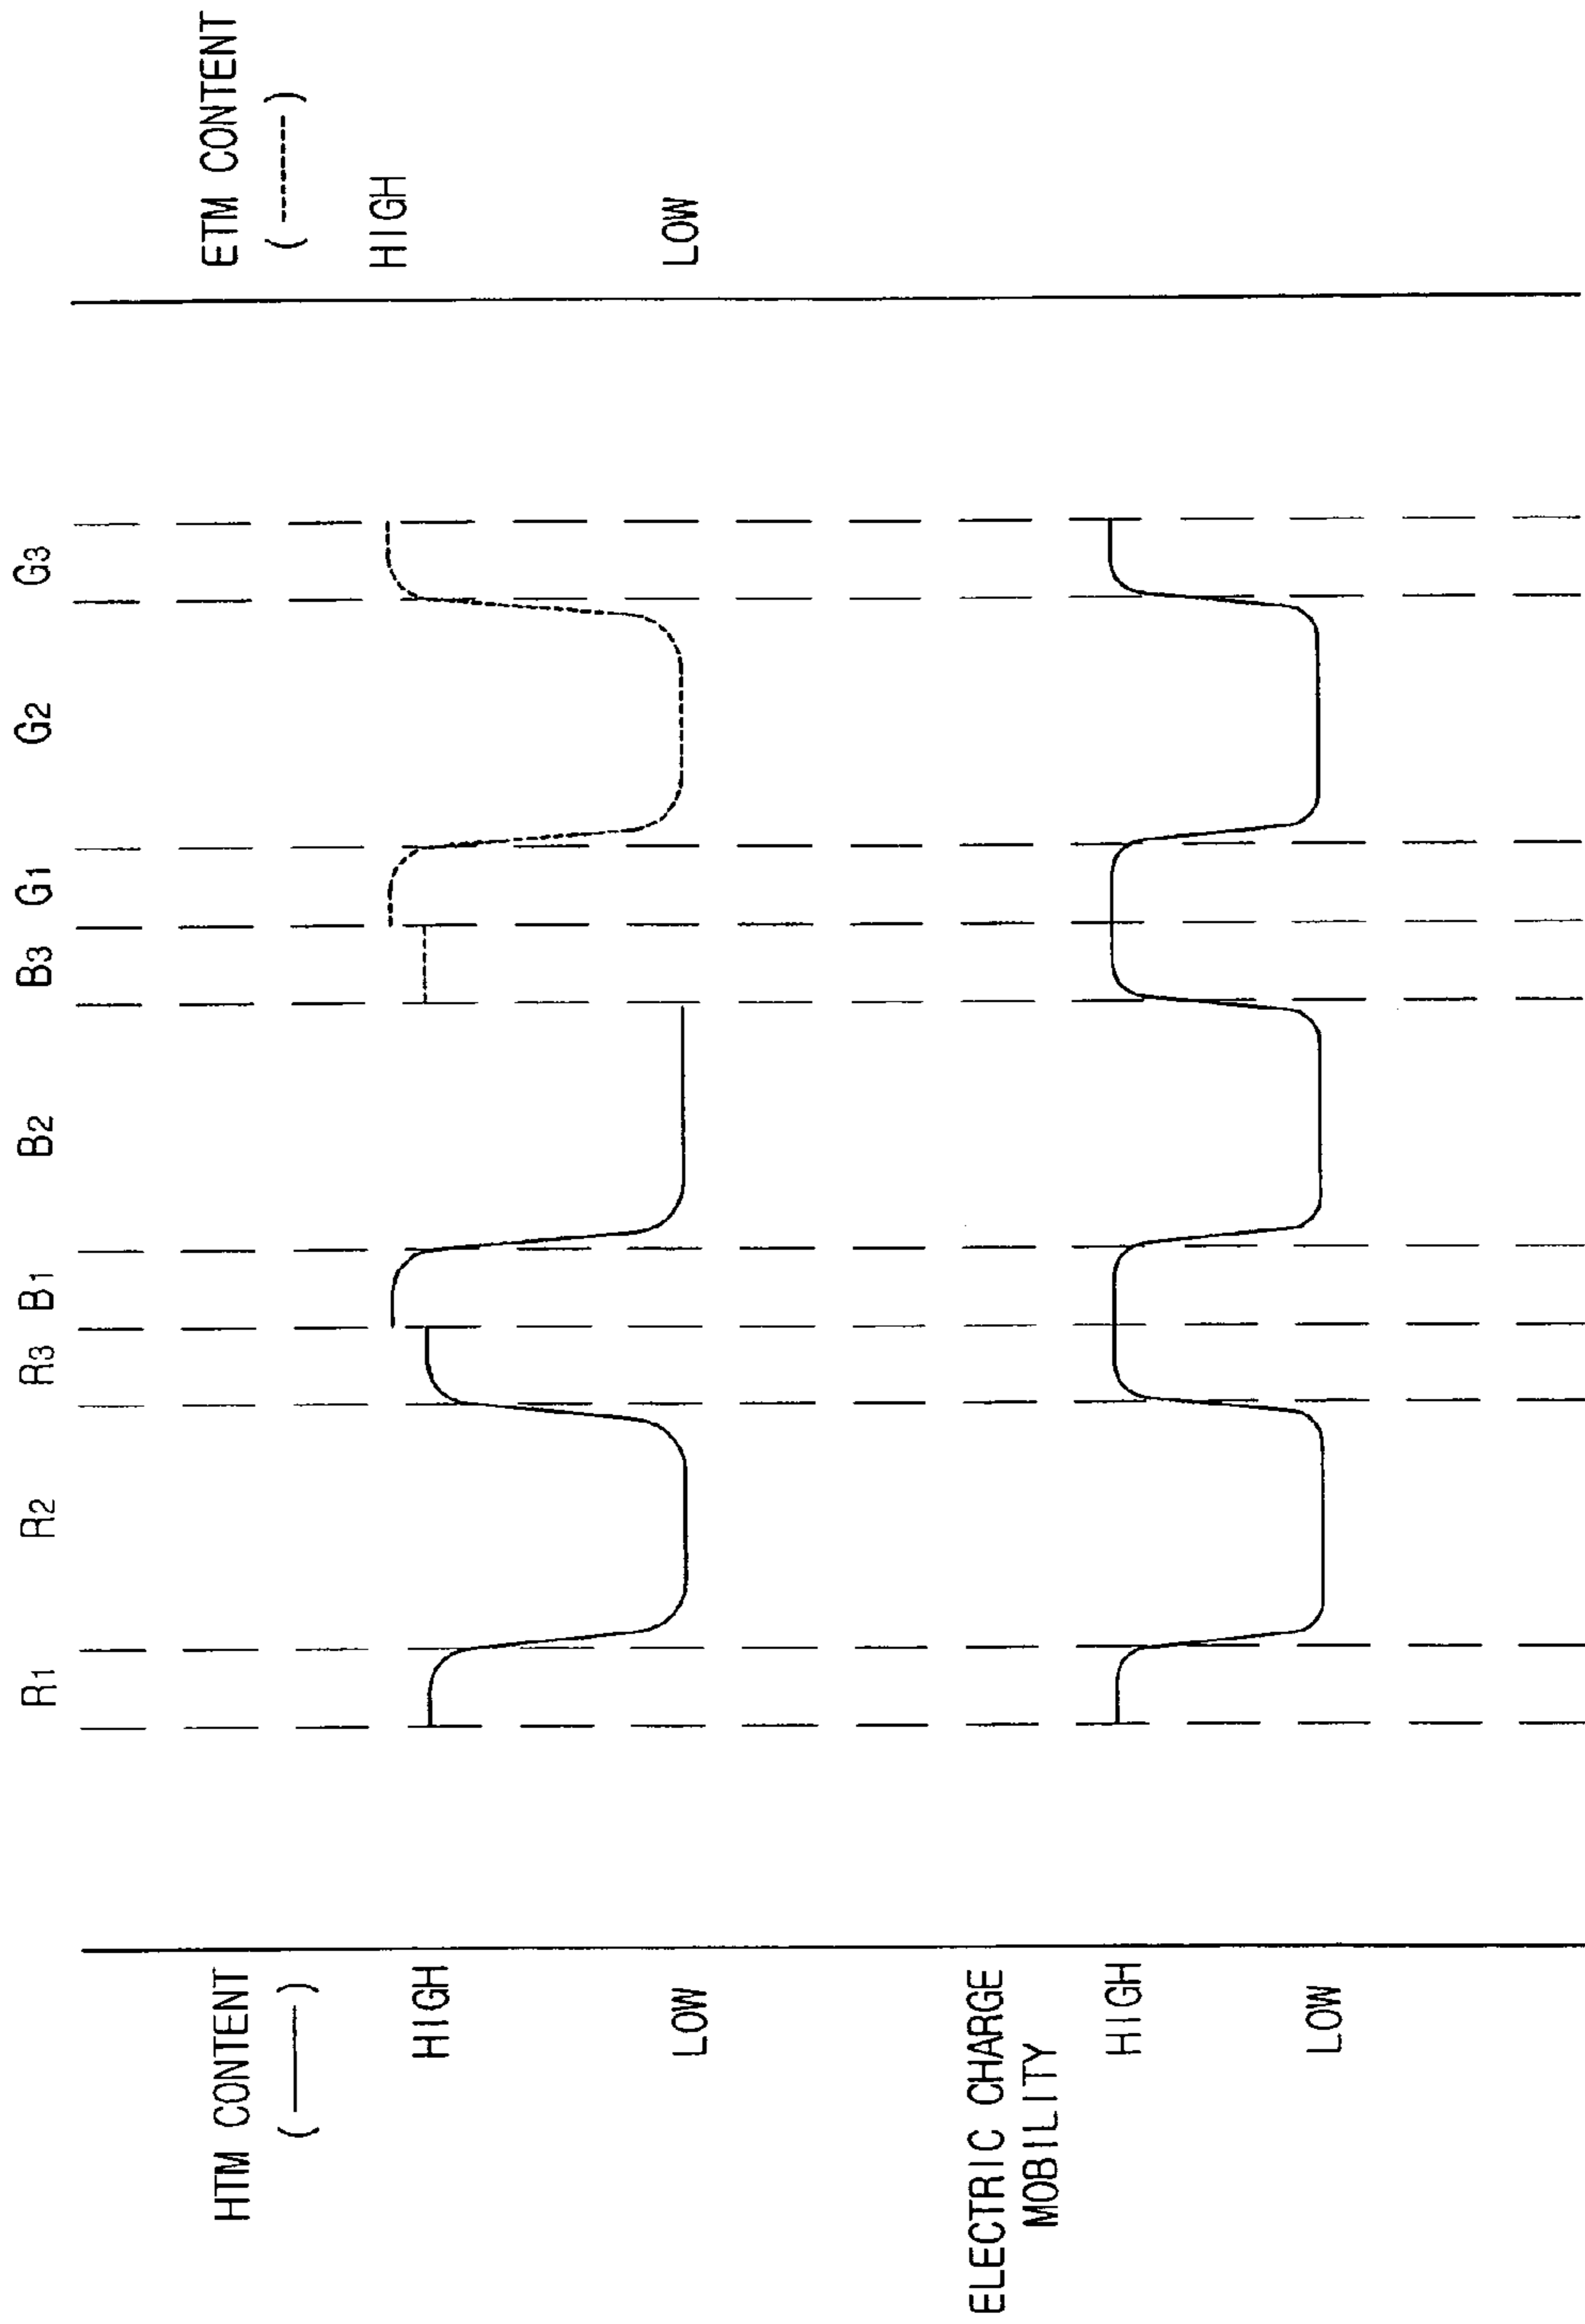 R1 R2 R3 B1 B2 B3 G1 G2 G3
HTM CONTENT
( —— )
HIGH
LOW
ETM CONTENT
( ------ )
HIGH
LOW
ELECTRIC CHARGE
MOBILITY
HIGH
LOW